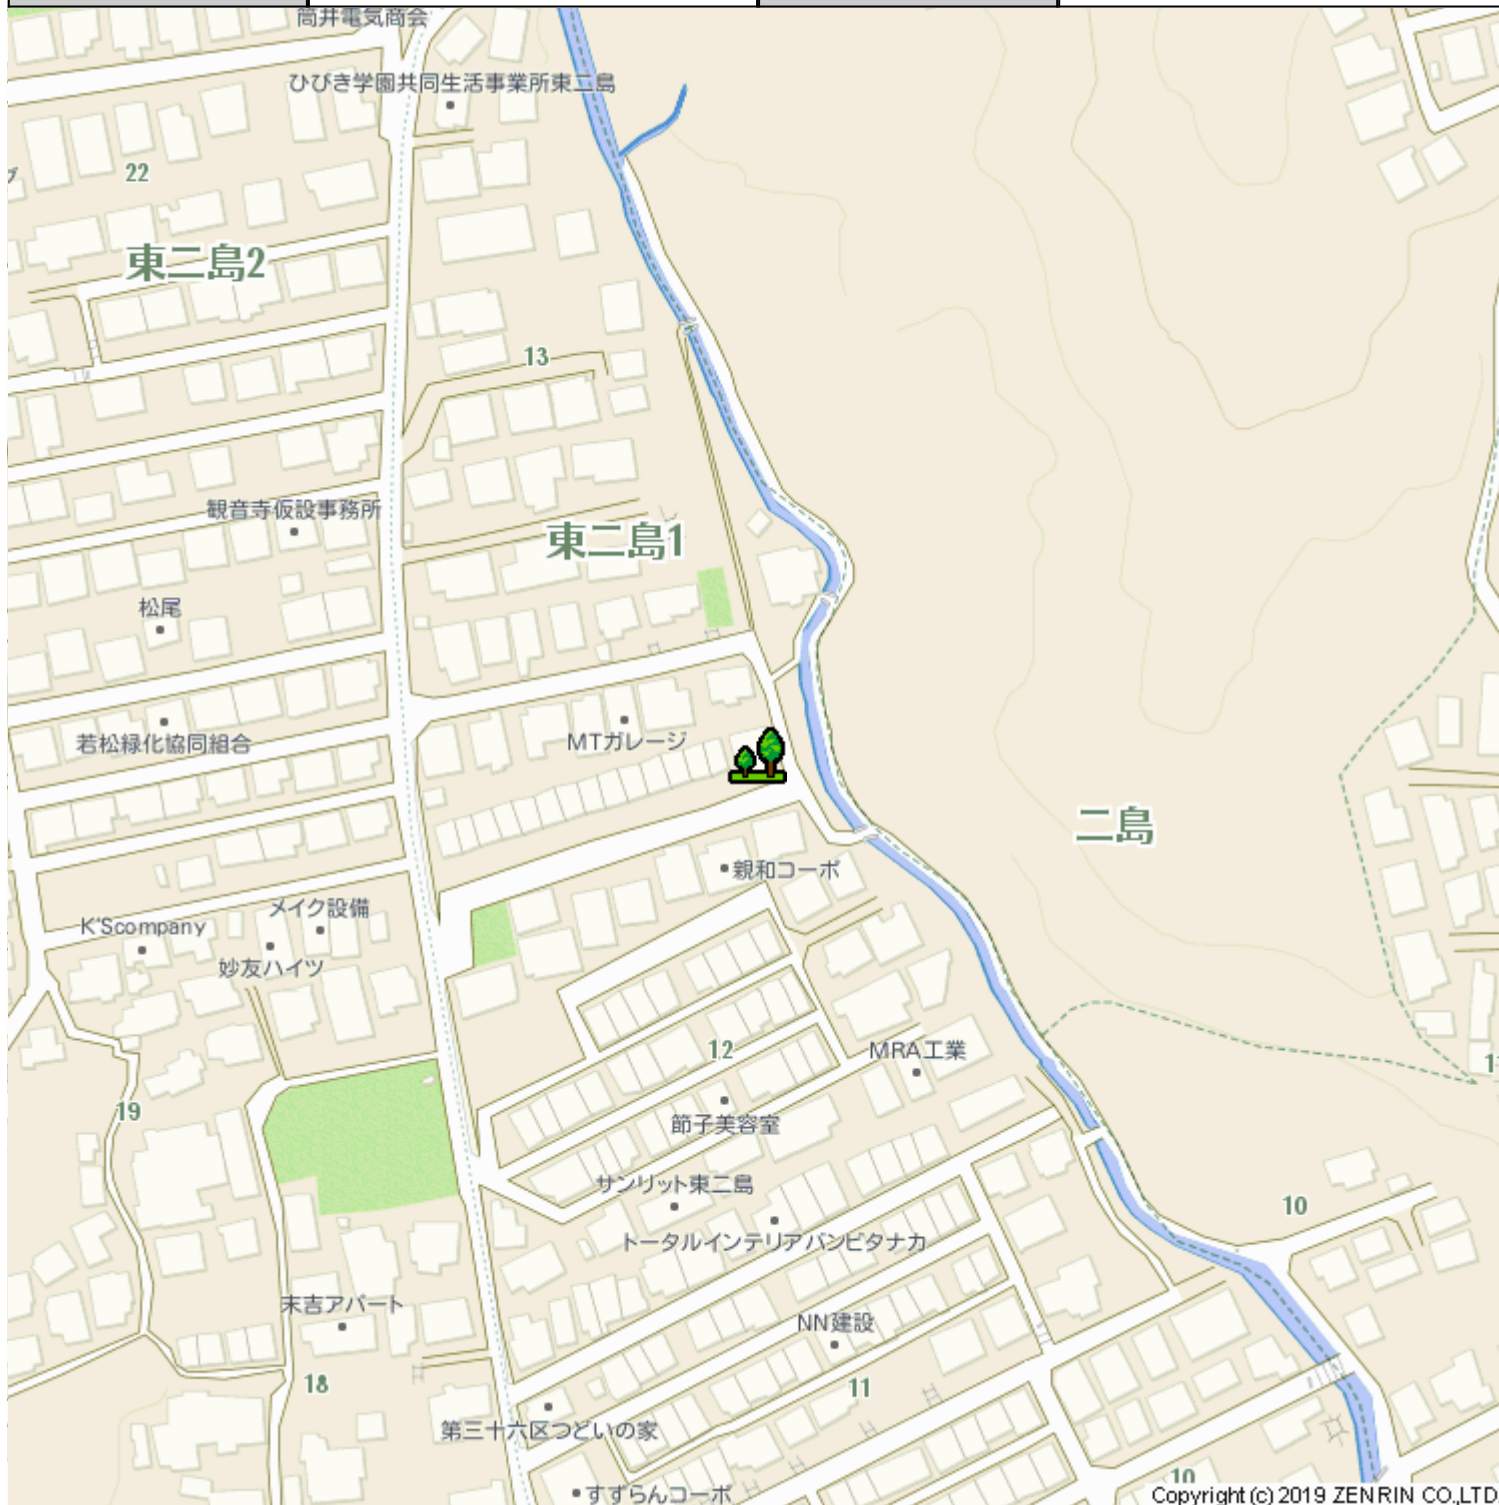 筒井電気商会
ひびき学園共同生活事業所東二島
22
東二島2
13
観音寺仮設事務所
東二島1
松尾
若松緑化協同組合
MTガレージ
二島
親和コーポ
メイク設備
K'Scompany
妙友ハイツ
12
MRA工業
19
節子美容室
サンリット東二島
10
トータルインテリアバンビタナカ
末吉アパート
NN建設
18
11
第三十六区つどいの家
10
すずらんコーポ
Copyright (c) 2019 ZENRIN CO.,LTD